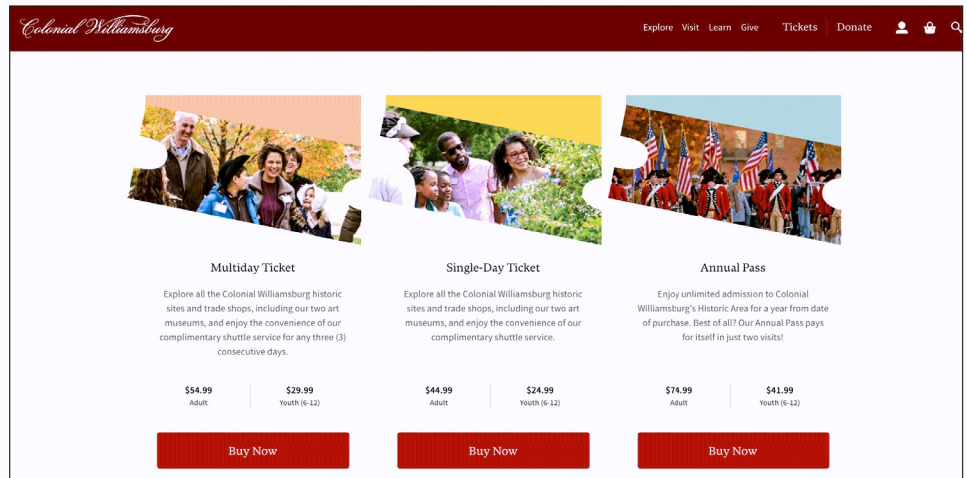 Colonial Williamsburg
Explore Visit Learn Give Tickets Donate
Multiday Ticket
Explore all the Colonial Williamsburg historic
sites and trade shops, including our two art
museums, and enjoy the convenience of our
complimentary shuttle service for any three (3)
consecutive days.
$54.99 $29.99
Adult Youth (6-12)
Buy Now
Single-Day Ticket
Explore all the Colonial Williamsburg historic
sites and trade shops, including our two art
museums, and enjoy the convenience of our
complimentary shuttle service.
$44.99 $24.99
Adult Youth (6-12)
Buy Now
Annual Pass
Enjoy unlimited admission to Colonial
Williamsburg's Historic Area for a year from date
of purchase. Best of all? Our Annual Pass pays
for itself in just two visits!
$74.99 $41.99
Adult Youth (6-12)
Buy Now